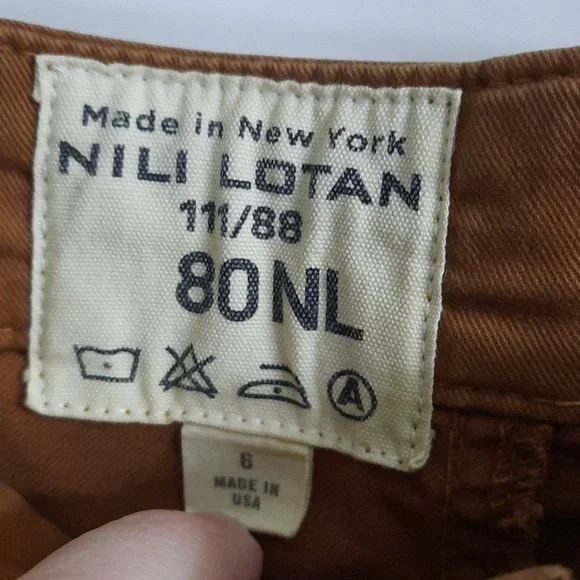 Made in New York
NILI LOTAN
111/88
80NL
A
6
MADE IN
USA